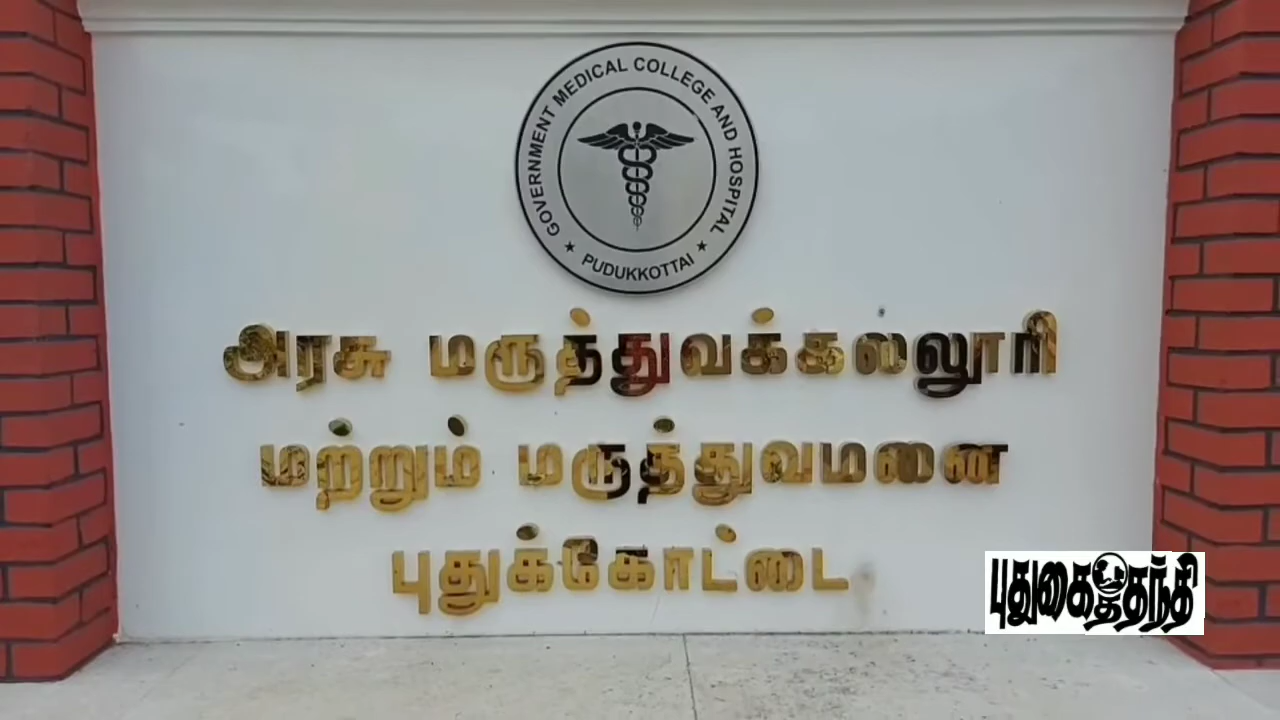 GOVERNMENT MEDICAL COLLEGE AND HOSPITAL
★ PUDUKKOTTAI ★
அரசு மருத்துவக்கல்லூரி
மற்றும் மருத்துவமனை
புதுக்கோட்டை
புதுகைத்தந்தி